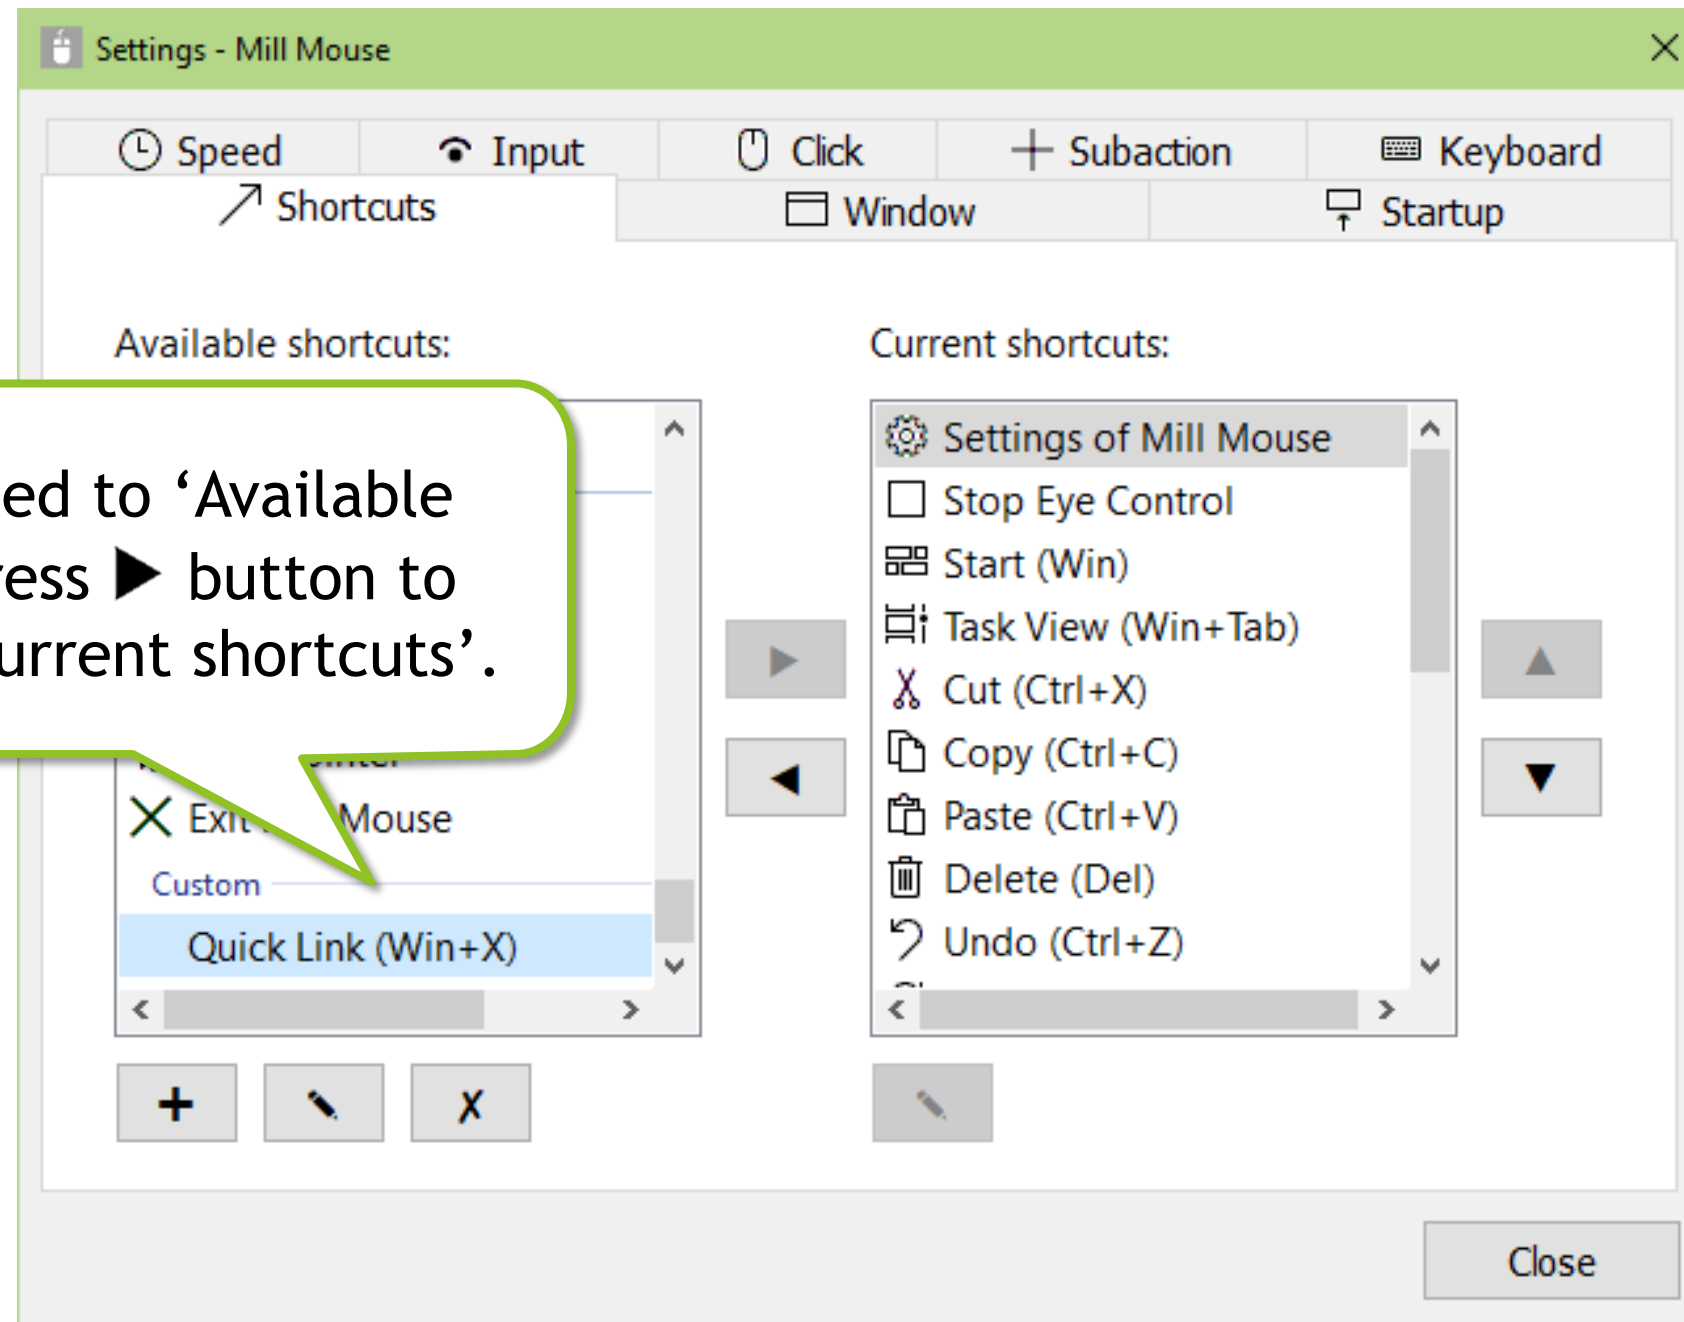 Settings - Mill Mouse
Speed Input Click Subaction Keyboard
Shortcuts Window Startup
Available shortcuts: Current shortcuts:
ed to ‘Available
ress ▶ button to
urrent shortcuts’.
Exit Mouse
Custom
Quick Link (Win+X)
Settings of Mill Mouse
Stop Eye Control
Start (Win)
Task View (Win+Tab)
Cut (Ctrl+X)
Copy (Ctrl+C)
Paste (Ctrl+V)
Delete (Del)
Undo (Ctrl+Z)
Close